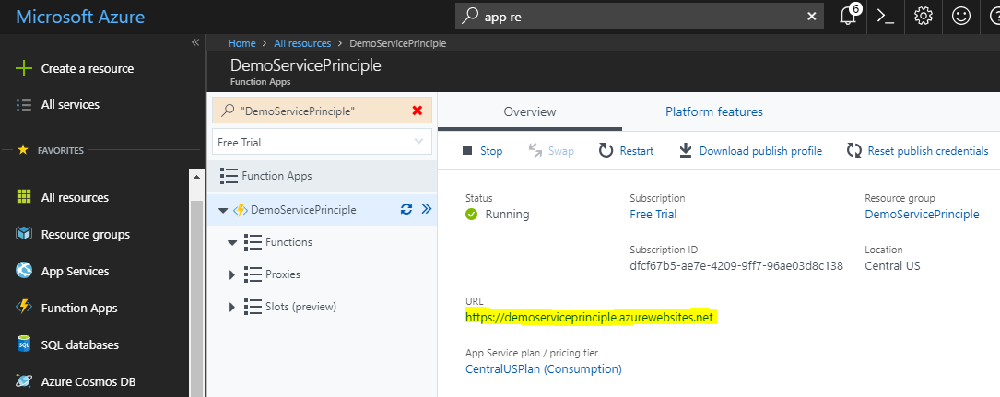 Microsoft Azure
app re
6
Home > All resources > DemoServicePrinciple
DemoServicePrinciple
Function Apps
Create a resource
All services
FAVORITES
All resources
Resource groups
App Services
Function Apps
SQL databases
Azure Cosmos DB
"DemoServicePrinciple"
Free Trial
Function Apps
DemoServicePrinciple
Functions
Proxies
Slots (preview)
Overview
Platform features
Stop
Swap
Restart
Download publish profile
Reset publish credentials
Status
Running
Subscription
Free Trial
Resource group
DemoServicePrinciple
Subscription ID
dfcf67b5-ae7e-4209-9ff7-96ae03d8c138
Location
Central US
URL
https://demoserviceprinciple.azurewebsites.net
App Service plan / pricing tier
CentralUSPlan (Consumption)